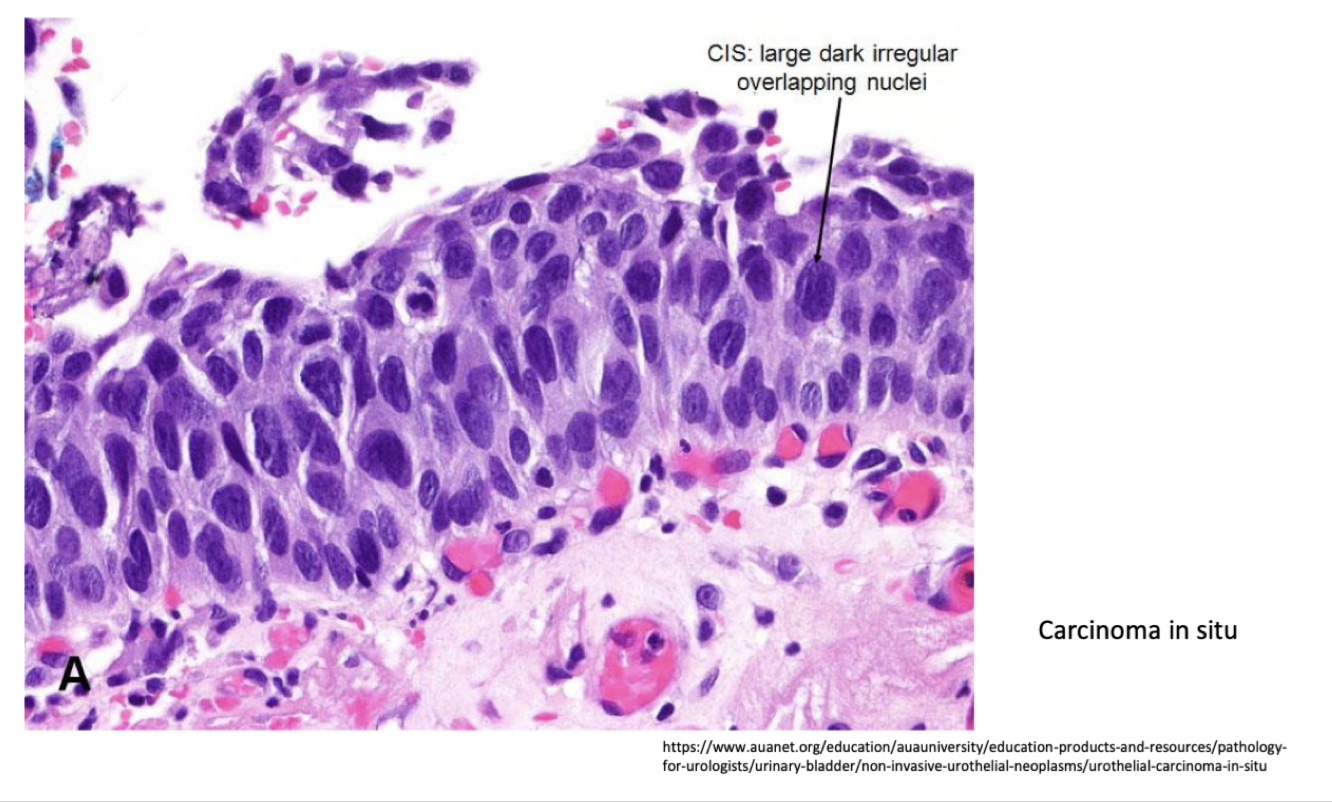 CIS: large dark irregular
overlapping nuclei
A
Carcinoma in situ
https://www.auanet.org/education/auauniversity/education-products-and-resources/pathology-
for-urologists/urinary-bladder/non-invasive-urothelial-neoplasms/urothelial-carcinoma-in-situ